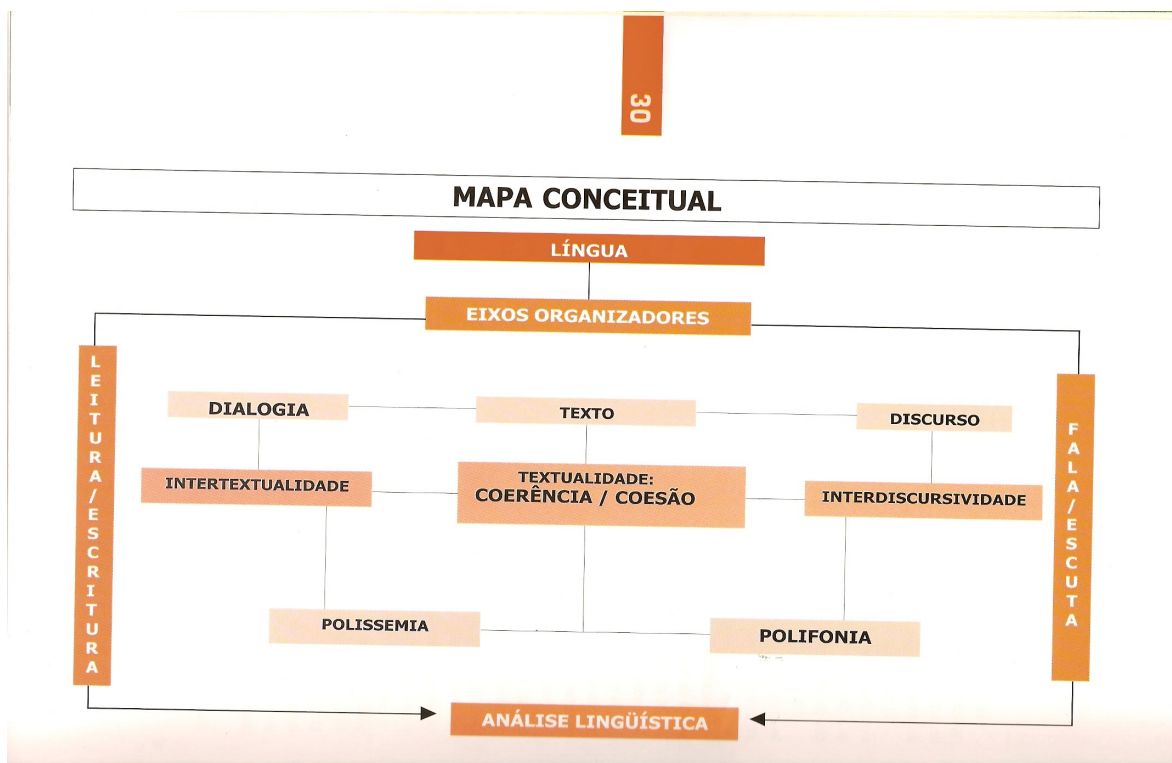 30
MAPA CONCEITUAL
LÍNGUA
EIXOS ORGANIZADORES
LEITURA/ESCRITURA
DIALOGIA
TEXTO
DISCURSO
INTERTEXTUALIDADE
TEXTUALIDADE:
COERÊNCIA / COESÃO
INTERDISCURSIVIDADE
POLISSEMIA
POLIFONIA
FALA/ESCUTA
ANÁLISE LINGÜÍSTICA